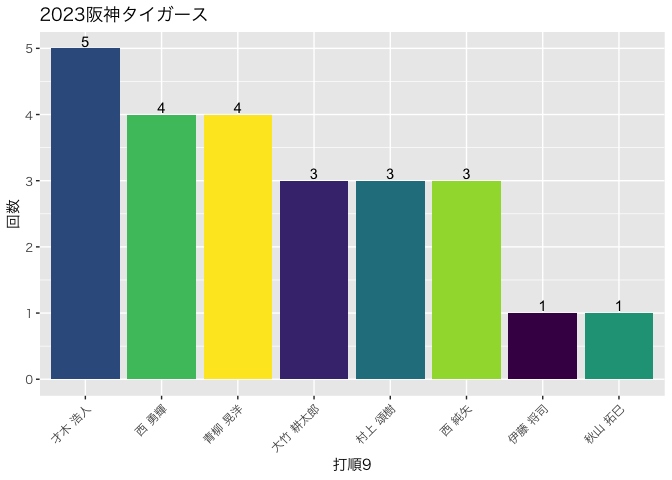 2023阪神タイガース
回数
5
4
3
2
1
0
5
4
4
3
3
3
1
1
才木 浩人
西 勇輝
青柳 晃洋
大竹 耕太郎
村上 頌樹
西 純矢
伊藤 将司
秋山 拓巳
打順9